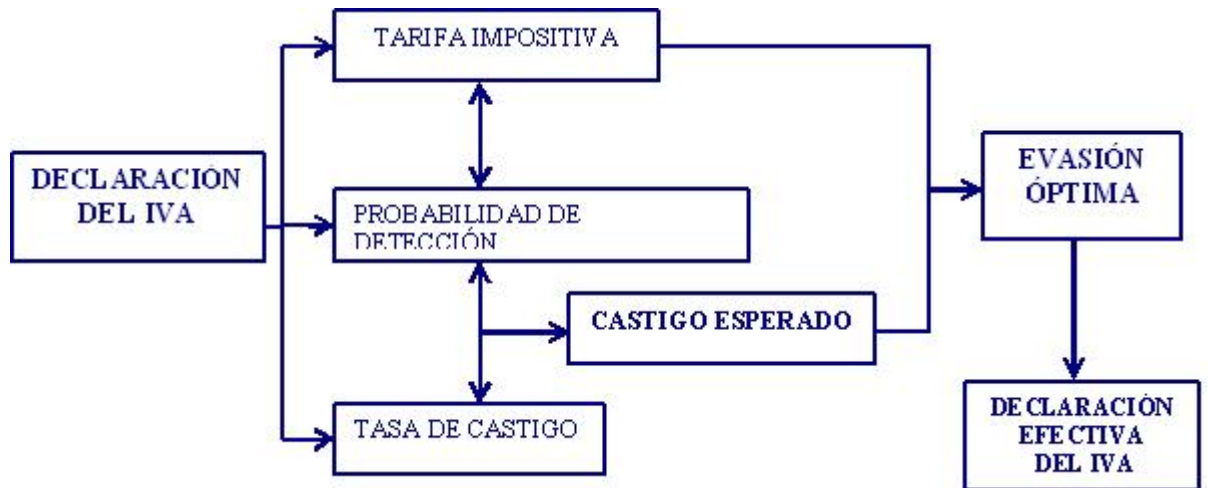 TARIFA IMPOSITIVA
DECLARACIÓN
DEL IVA
PROBABILIDAD DE
DETECCIÓN
EVASIÓN
ÓPTIMA
CASTIGO ESPERADO
TASA DE CASTIGO
DECLARACIÓN
EFECTIVA
DEL IVA